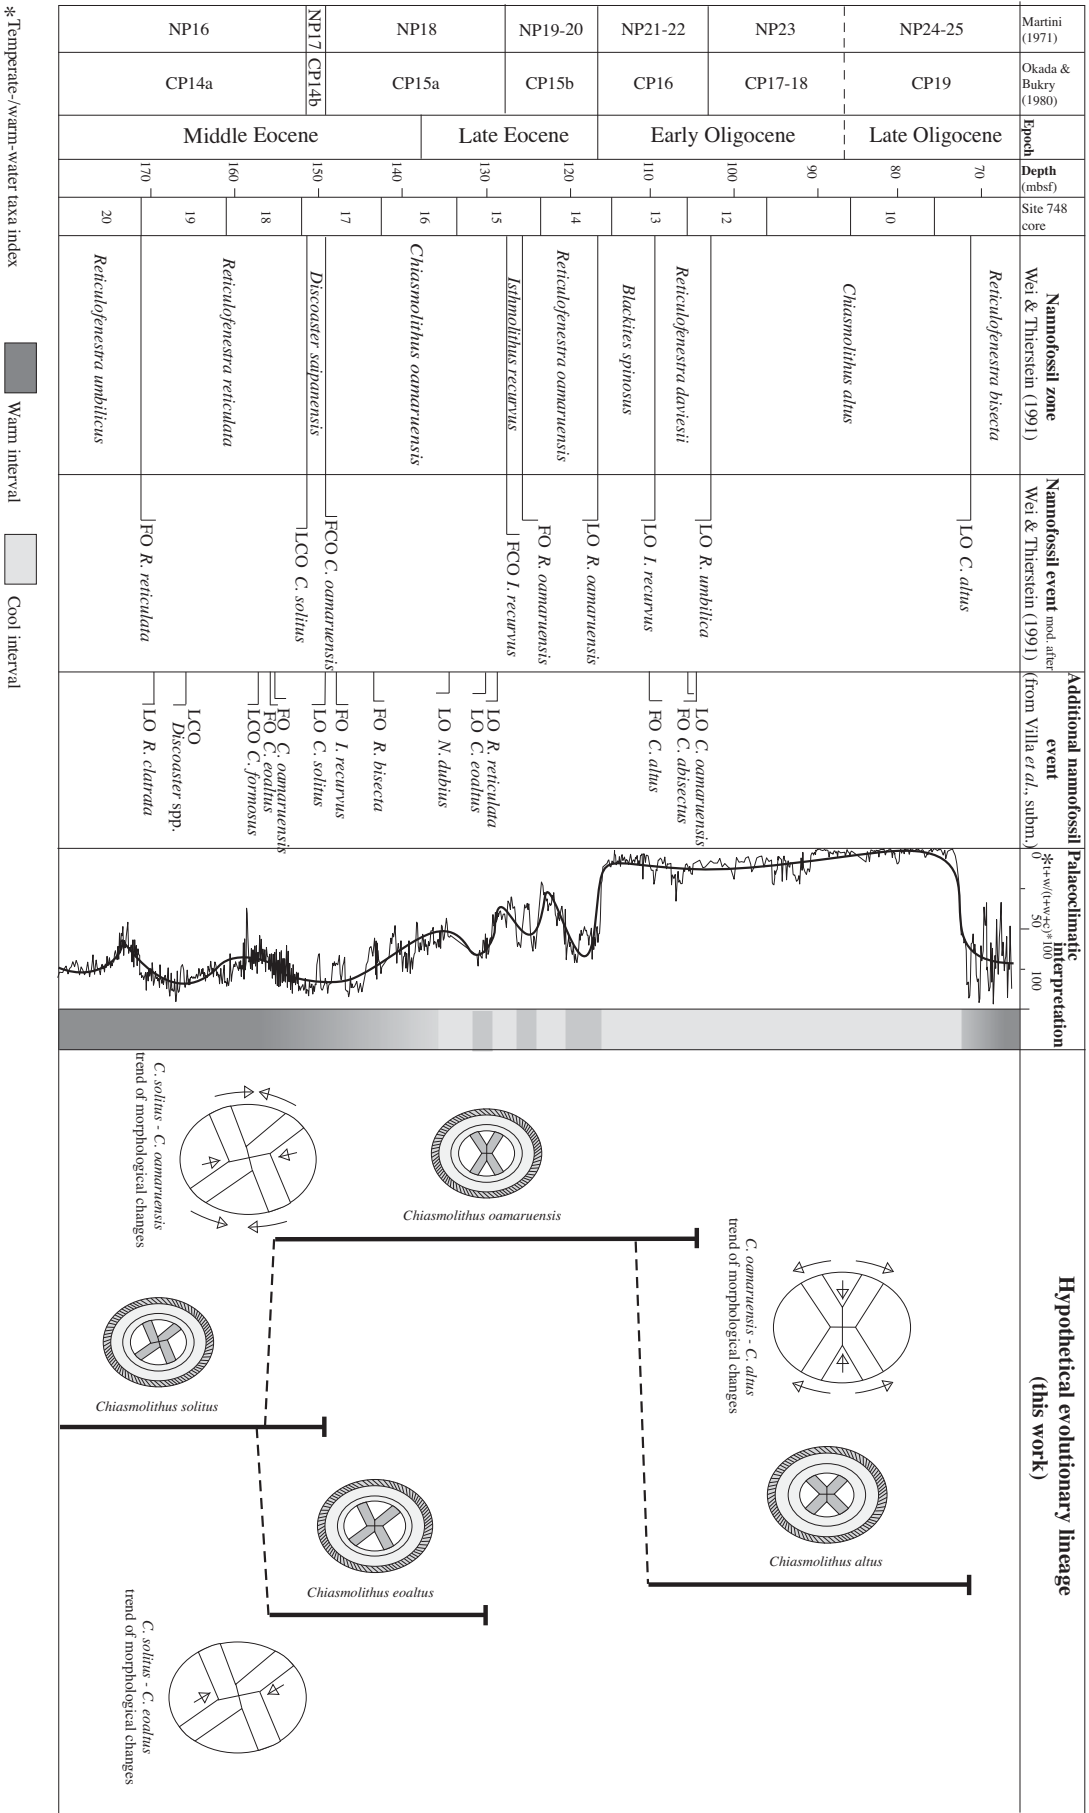 Martini
(1971)
NP16
NP17
NP18
NP19-20
NP21-22
NP23
NP24-25
Okada &
Bukry
(1980)
CP14a
CP14b
CP15a
CP15b
CP16
CP17-18
CP19
Epoch
Middle Eocene
Late Eocene
Early Oligocene
Late Oligocene
Depth
(mbsf)
170
160
150
140
130
120
110
100
90
80
70
Site 748
core
20
19
18
17
16
15
14
13
12
10
Nannofossil zone
Wei & Thierstein (1991)
Reticulofenestra umbilicus
Reticulofenestra reticulata
Discoaster saipanensis
Chiasmolithus oamaruensis
Isthmolithus recurvus
Reticulofenestra oamaruensis
Blackites spinosus
Reticulofenestra daviesii
Chiasmolithus altus
Reticulofenestra bisecta
Nannofossil event mod. after
Wei & Thierstein (1991)
FO R. reticulata
LCO C. solitus
FCO C. oamaruensis
FCO I. recurvus
FO R. oamaruensis
LO R. oamaruensis
LO I. recurvus
LO R. umbilica
LO C. altus
Additional nannofossil
event
(from Villa et al., subm.)
LO R. clatrata
LCO
Discoaster spp.
LCO C. formosus
FO C. eoaltus
FO C. oamaruensis
LO C. solitus
FO I. recurvus
FO R. bisecta
LO N. dubius
LO C. eoaltus
LO R. reticulata
FO C. altus
FO C. abisectus
LO C. oamaruensis
Palaeoclimatic
interpretation
*t+w/(t+w+c)*100
0
50
100
Hypothetical evolutionary lineage
(this work)
C. solitus - C. oamaruensis
trend of morphological changes
Chiasmolithus oamaruensis
C. oamaruensis - C. altus
trend of morphological changes
Chiasmolithus solitus
Chiasmolithus altus
Chiasmolithus eoaltus
C. solitus - C. eoaltus
trend of morphological changes
* Temperate-/warm-water taxa index
Warm interval
Cool interval